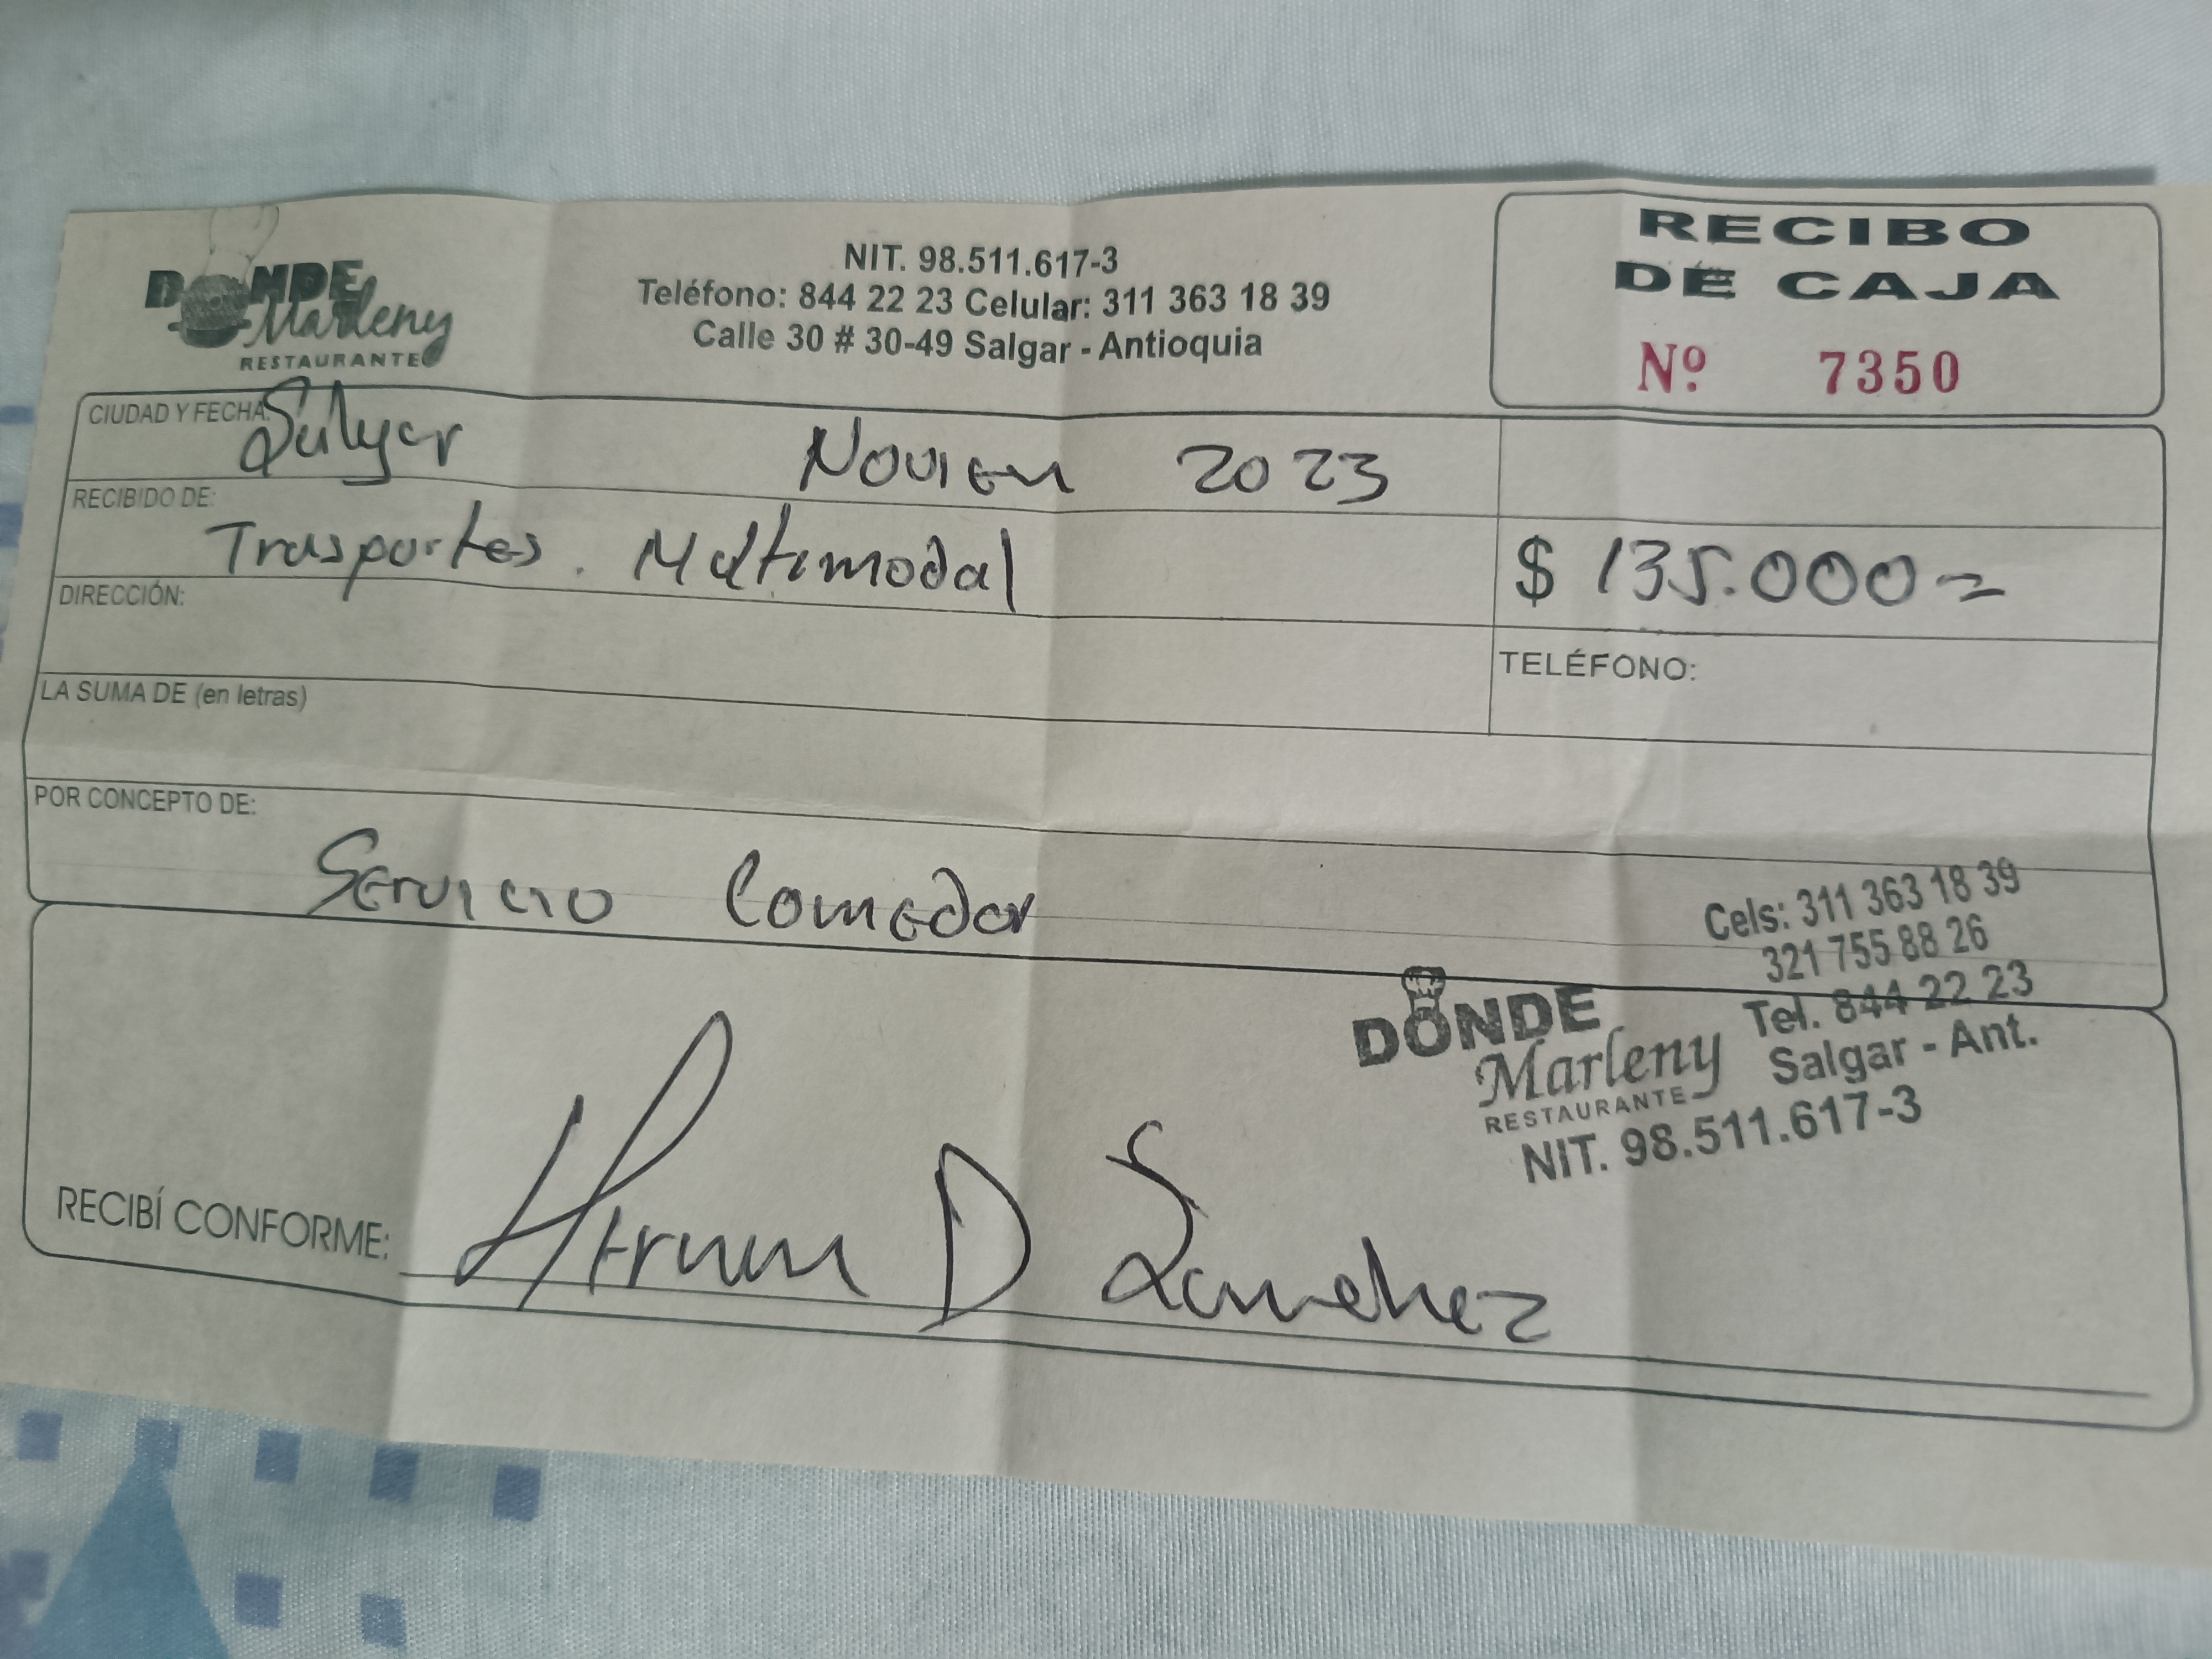 DONDE
Marleny
RESTAURANTE
NIT. 98.511.617-3
Teléfono: 844 22 23 Celular: 311 363 18 39
Calle 30 # 30-49 Salgar - Antioquia
RECIBO
DE CAJA
Nº 7350
CIUDAD Y FECHA: Salgar Novien 2023
RECIBIDO DE: Trasportes. Multimodal $ 135.000=
DIRECCIÓN:
TELÉFONO:
LA SUMA DE (en letras)
POR CONCEPTO DE:
Servicio Comedor
Cels: 311 363 18 39
321 755 88 26
Tel. 844 22 23
Salgar - Ant.
DONDE
Marleny
RESTAURANTE
NIT. 98.511.617-3
RECIBÍ CONFORME: Hernan D Sanchez